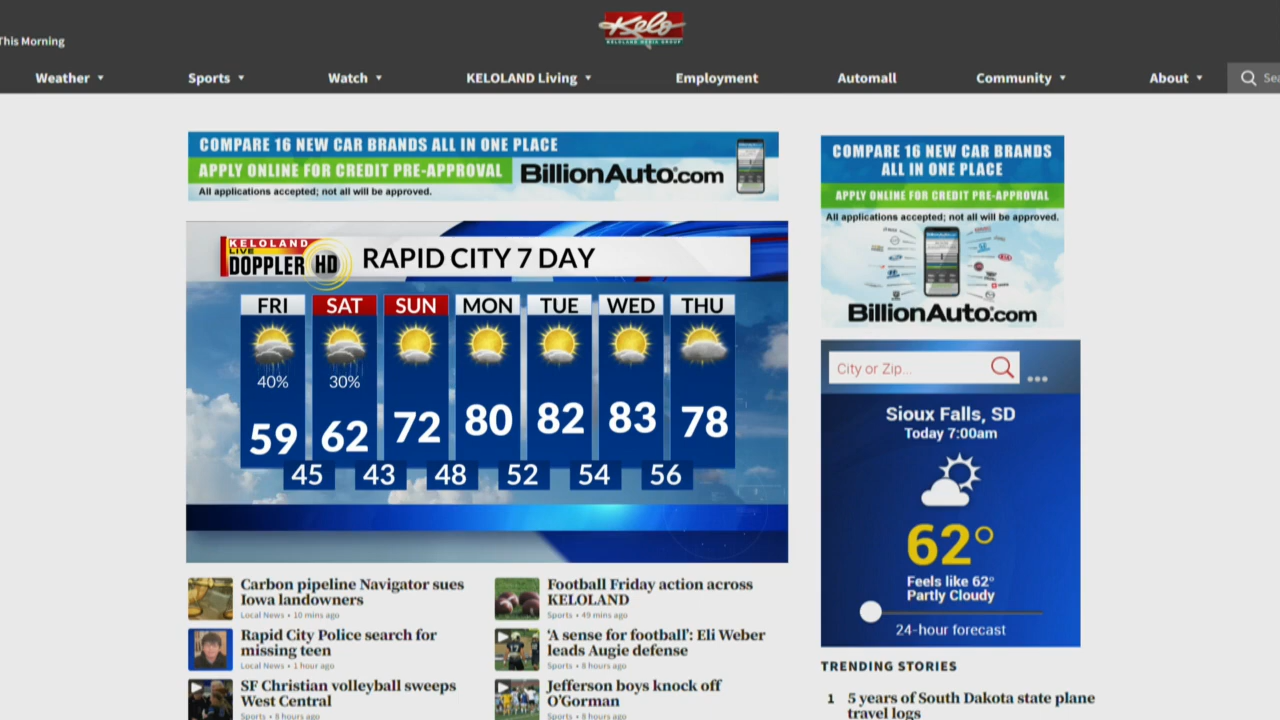 This Morning
Kelo
KELOLAND MEDIA GROUP
Weather
Sports
Watch
KELOLAND Living
Employment
Automall
Community
About
COMPARE 16 NEW CAR BRANDS ALL IN ONE PLACE
APPLY ONLINE FOR CREDIT PRE-APPROVAL
BillionAuto.com
All applications accepted; not all will be approved.
COMPARE 16 NEW CAR BRANDS
ALL IN ONE PLACE
APPLY ONLINE FOR CREDIT PRE-APPROVAL
All applications accepted; not all will be approved.
BillionAuto.com
KELOLAND
LIVE
DOPPLER HD
RAPID CITY 7 DAY
FRI SAT SUN MON TUE WED THU
40% 30%
59 62 72 80 82 83 78
45 43 48 52 54 56
City or Zip...
Sioux Falls, SD
Today 7:00am
62°
Feels like 62°
Partly Cloudy
24-hour forecast
Carbon pipeline Navigator sues
Iowa landowners
Local News • 10 mins ago
Rapid City Police search for
missing teen
Local News • 1 hour ago
SF Christian volleyball sweeps
West Central
Sports • 8 hours ago
Football Friday action across
KELOLAND
Sports • 49 mins ago
‘A sense for football’: Eli Weber
leads Augie defense
Sports • 8 hours ago
Jefferson boys knock off
O'Gorman
Sports • 8 hours ago
TRENDING STORIES
1 5 years of South Dakota state plane
travel logs